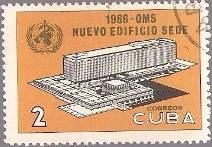 1966 - OMS
NUEVO EDIFICIO SEDE
CORREOS
2 CUBA